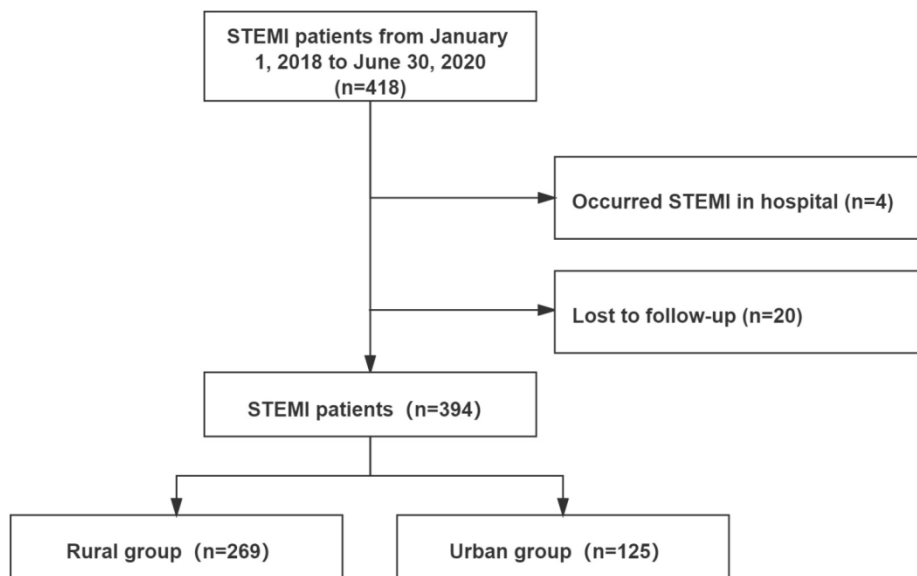 STEMI patients from January
1, 2018 to June 30, 2020
(n=418)
Occurred STEMI in hospital (n=4)
Lost to follow-up (n=20)
STEMI patients（n=394）
Rural group（n=269）
Urban group（n=125）